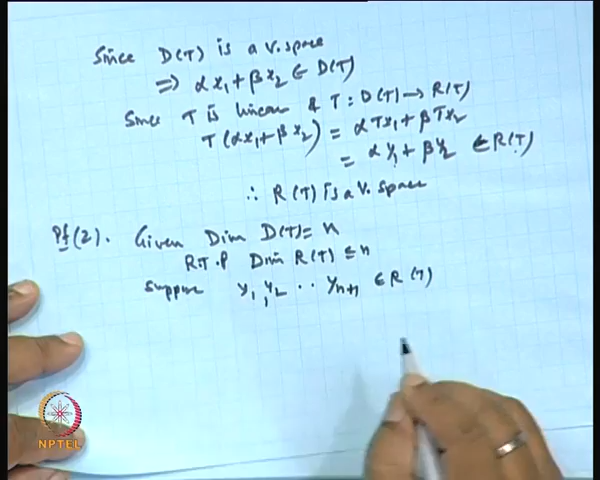 Since D(T) is a V. space
⇒ αx₁ + βx₂ ∈ D(T)
Since T is linear & T : D(T) → R(T)
T(αx₁ + βx₂) = αTx₁ + βTx₂
= αy₁ + βy₂ ∈ R(T)
∴ R(T) is a V. space
Pf(2). Given Dim D(T) = n
R.T.P Dim R(T) ≤ n
Suppose y₁, y₂ .. yₙ₊₁ ∈ R(T)
NPTEL